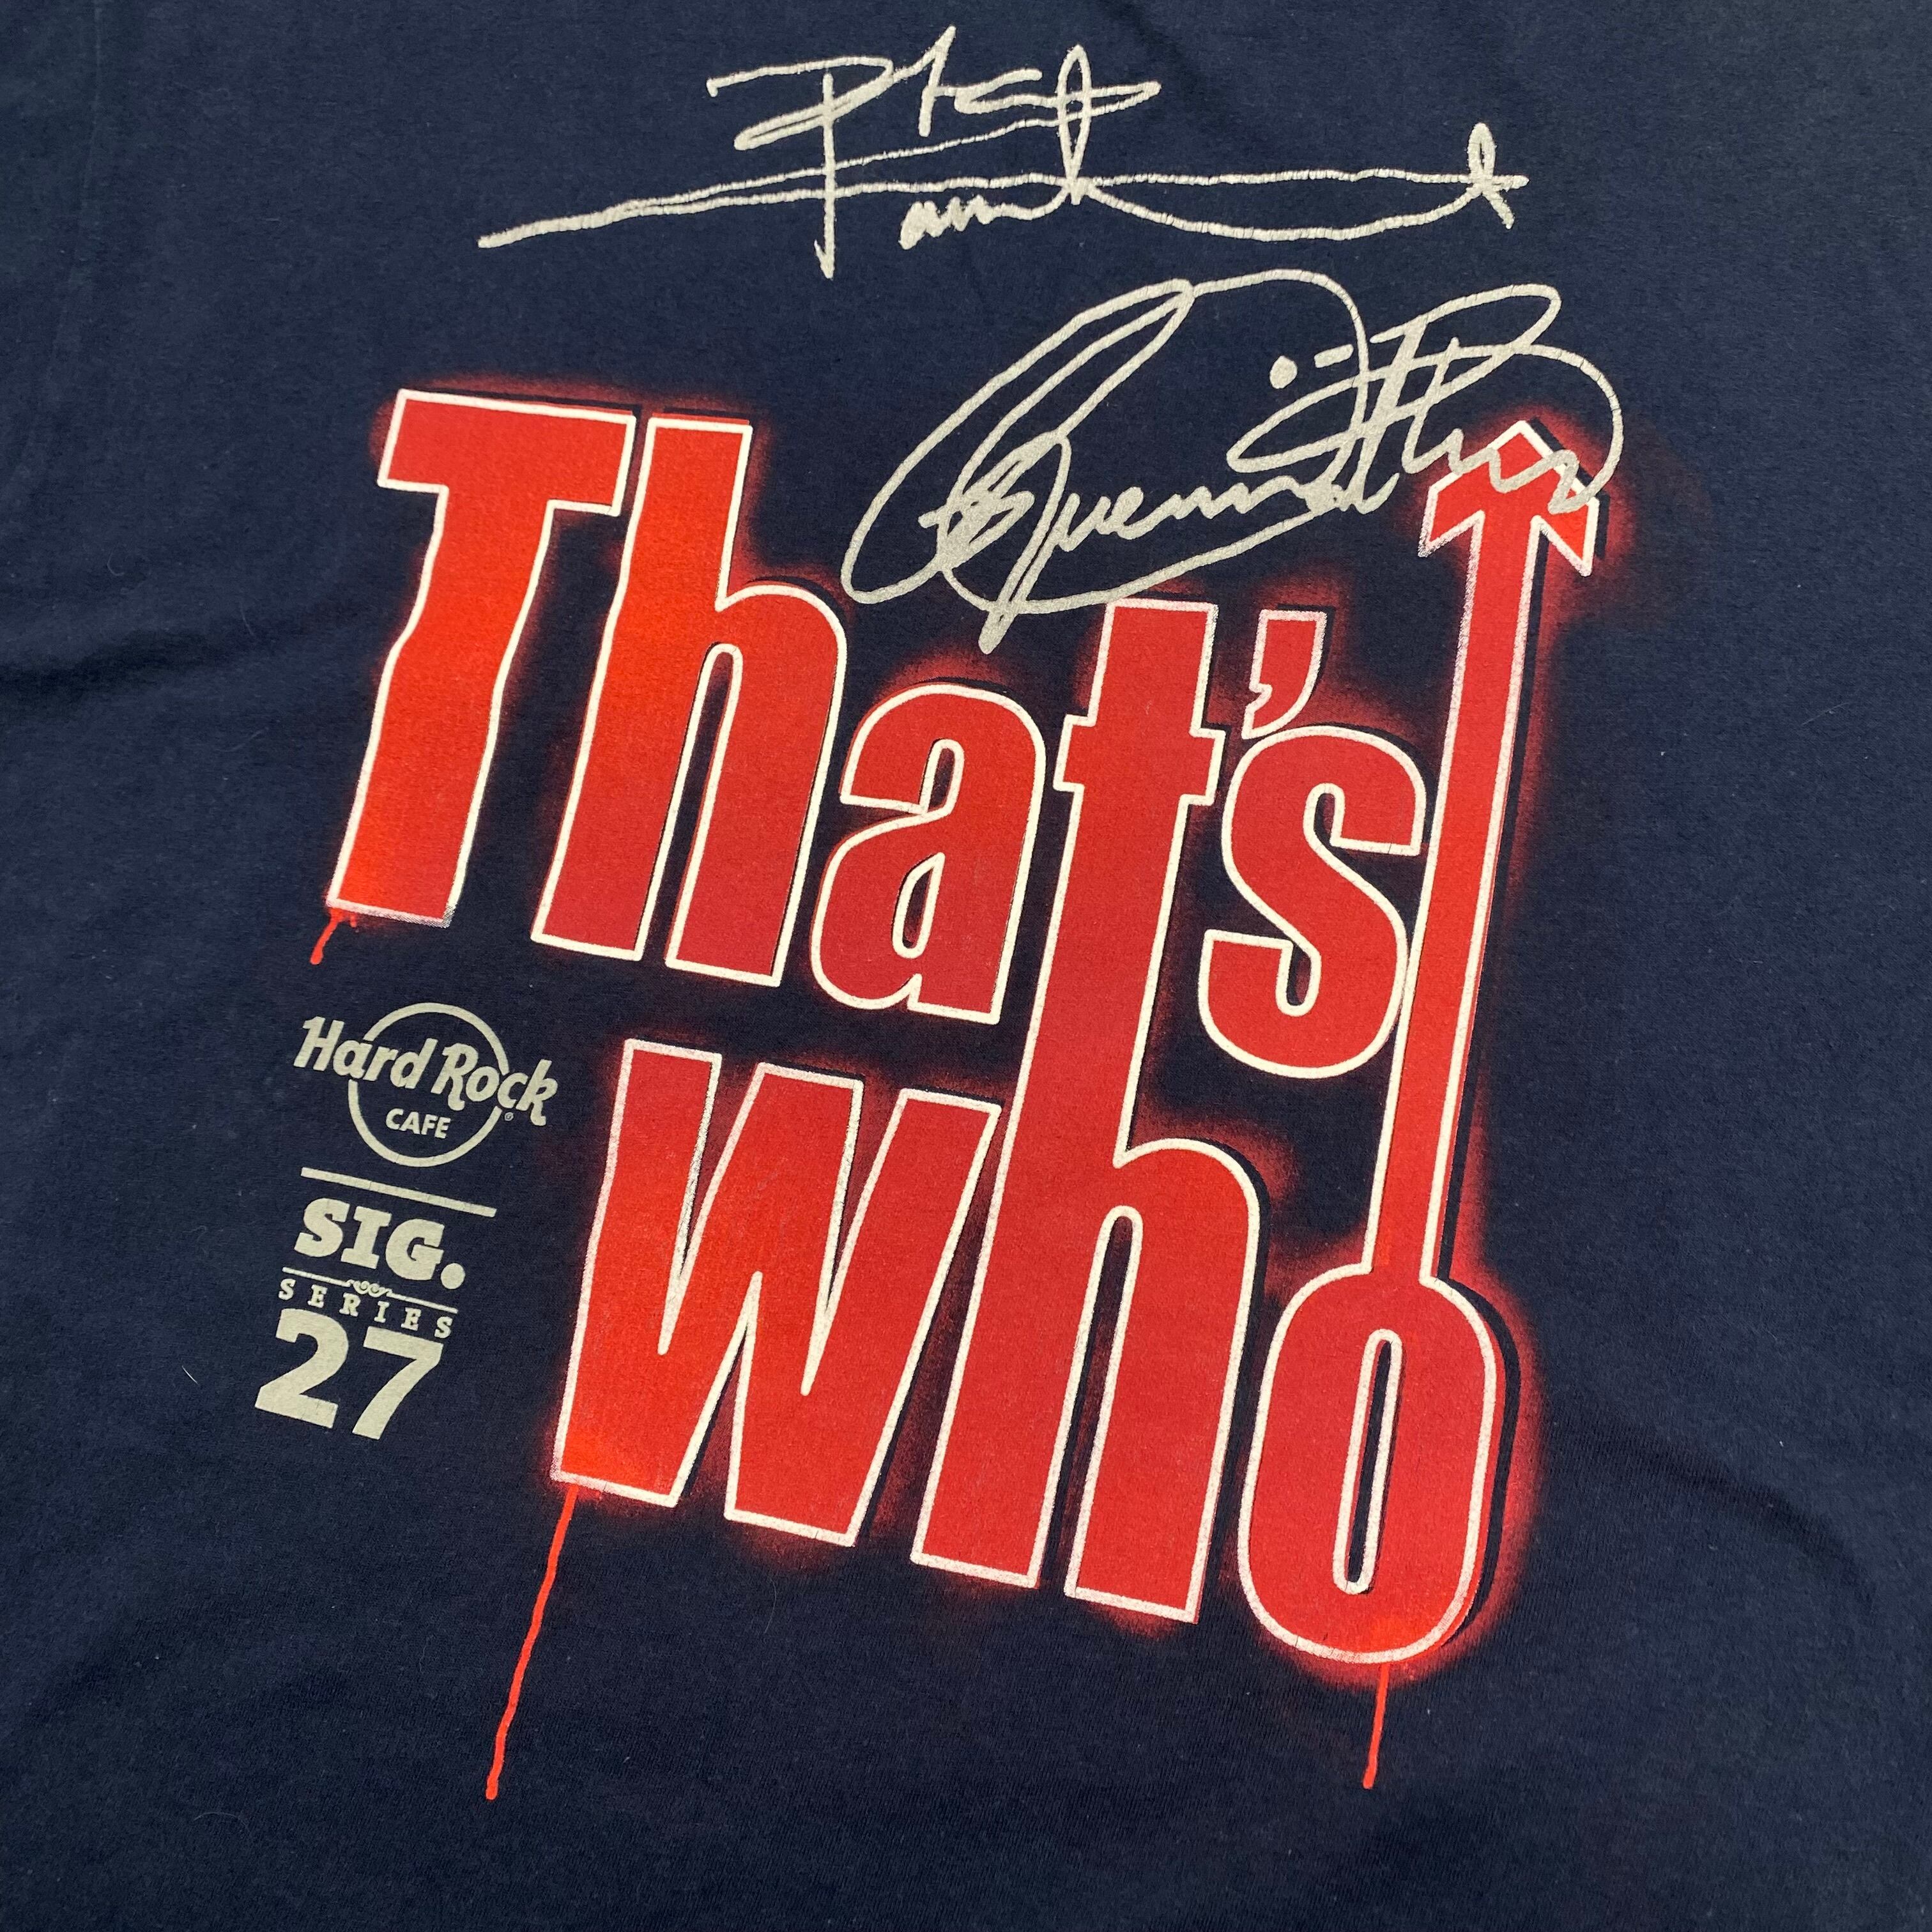 That's
Who
Hard Rock
CAFE
SIG.
SERIES
27